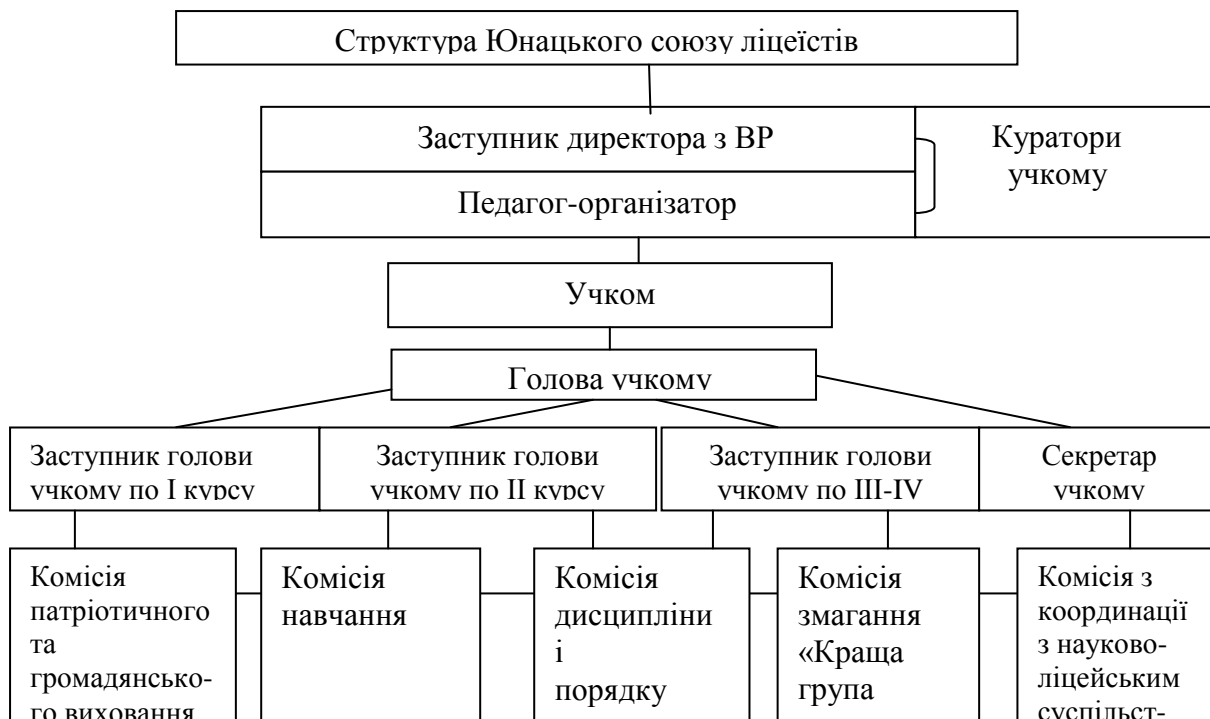 Структура Юнацького союзу ліцеїстів
Заступник директора з ВР
Куратори
учкому
Педагог-організатор
Учком
Голова учкому
Заступник голови
учкому по І курсу
Заступник голови
учкому по ІІ курсу
Заступник голови
учкому по ІІІ-ІV
Секретар
учкому
Комісія
патріотичного
та
громадянсько-
го виховання
Комісія
навчання
Комісія
дисципліни
і
порядку
Комісія
змагання
«Краща
група
Комісія з
координації
з науково-
ліцейським
суспільст-